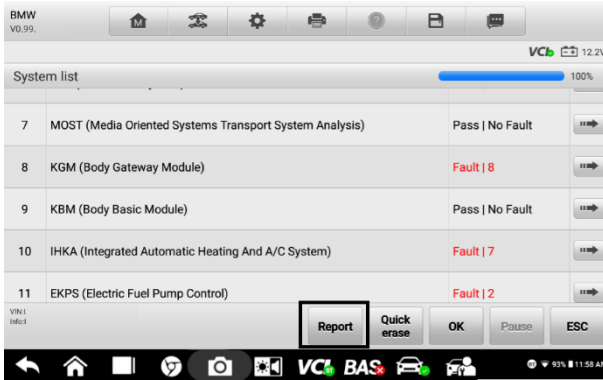 BMW
V0.99.
VCI 12.2V
System list 100%
7 MOST (Media Oriented Systems Transport System Analysis) Pass | No Fault
8 KGM (Body Gateway Module) Fault | 8
9 KBM (Body Basic Module) Pass | No Fault
10 IHKA (Integrated Automatic Heating And A/C System) Fault | 7
11 EKPS (Electric Fuel Pump Control) Fault | 2
VIN:
Info:
Report
Quick
erase
OK
Pause
ESC
VCI BAS 93% 11:58 AM